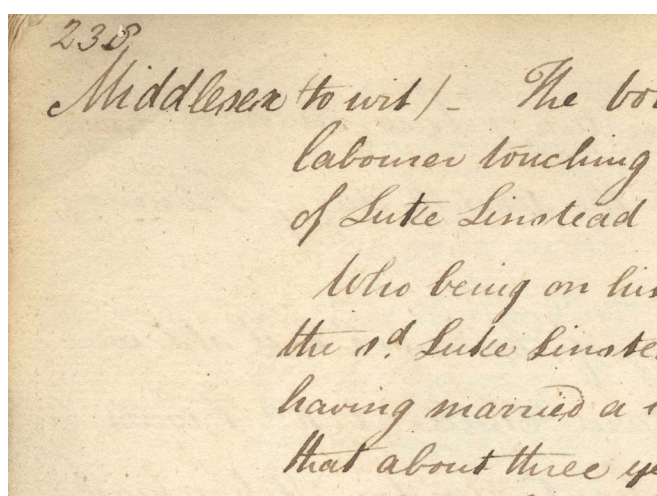 238
Middlesex to wit /- The
labourer touching
of Luke Linstead
Who being on his
the sd. Luke Linste
having married a
that about three y